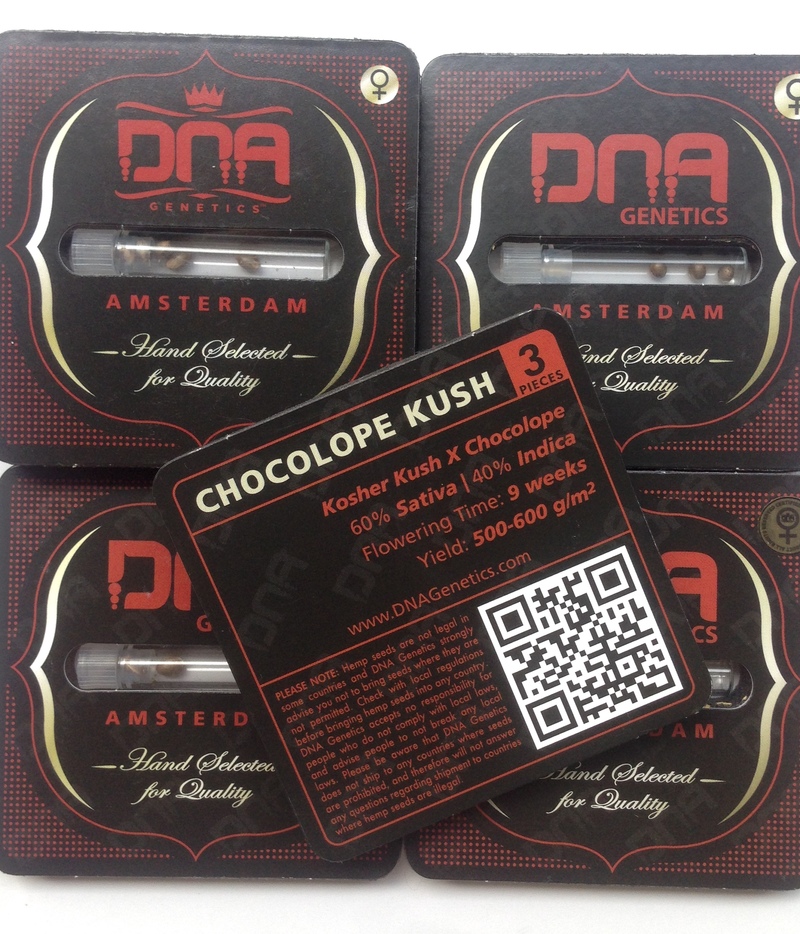 DNA
GENETICS™
AMSTERDAM
Hand Selected
for Quality
DNA
GENETICS
AMSTERDAM
Hand Selected
for Quality
CHOCOLOPE KUSH
3
PIECES
Kosher Kush X Chocolope
60% Sativa | 40% Indica
Flowering Time: 9 weeks
Yield: 500-600 g/m²
www.DNAGenetics.com
PLEASE NOTE: Hemp seeds are not legal in
some countries and DNA Genetics strongly
advise you not to bring seeds where they are
not permitted. Check with local regulations
before bringing hemp seeds into any country.
DNA Genetics accepts no responsibility for
people who do not comply with local laws,
and advise people to not break any local
laws. Please be aware that DNA Genetics
does not ship to any countries where seeds
are prohibited, and therefore will not answer
any questions regarding shipment to countries
where hemp seeds are illegal
AMSTERD
Hand Selected
for Quality
A
CS
DAM
Hand Selected
for Quality